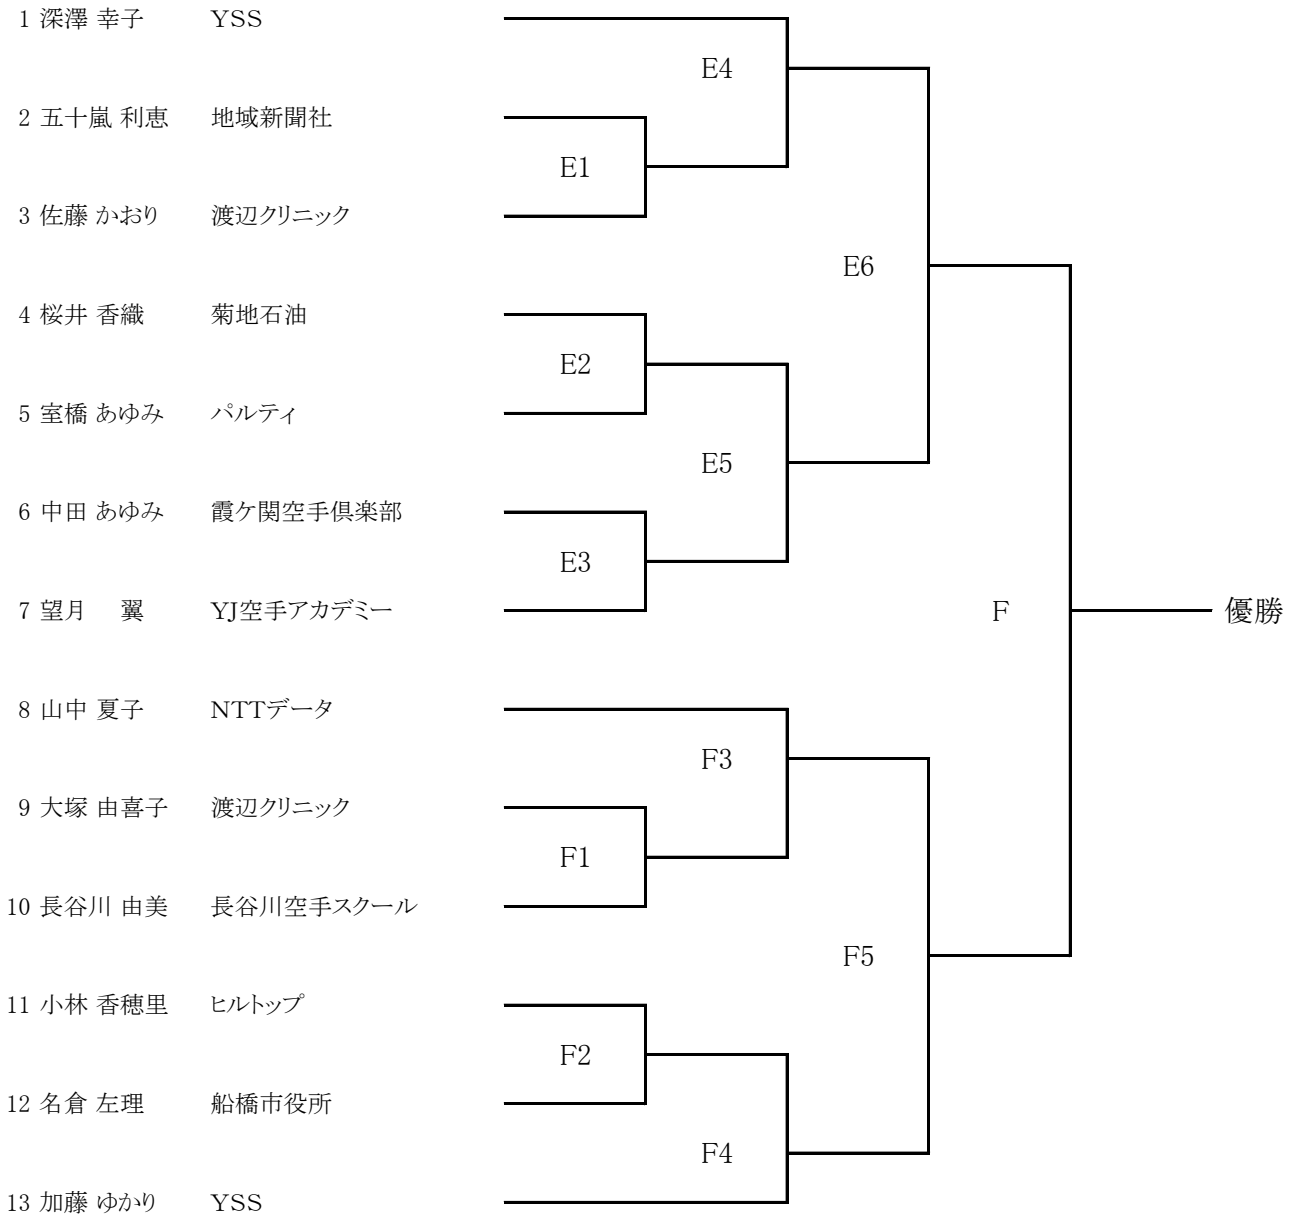 1 深澤 幸子 YSS
E4
2 五十嵐 利恵 地域新聞社
E1
3 佐藤 かおり 渡辺クリニック
E6
4 桜井 香織 菊地石油
E2
5 室橋 あゆみ パルティ
E5
6 中田 あゆみ 霞ケ関空手倶楽部
E3
7 望月 翼 YJ空手アカデミー
F 優勝
8 山中 夏子 NTTデータ
F3
9 大塚 由喜子 渡辺クリニック
F1
10 長谷川 由美 長谷川空手スクール
F5
11 小林 香穂里 ヒルトップ
F2
12 名倉 左理 船橋市役所
F4
13 加藤 ゆかり YSS